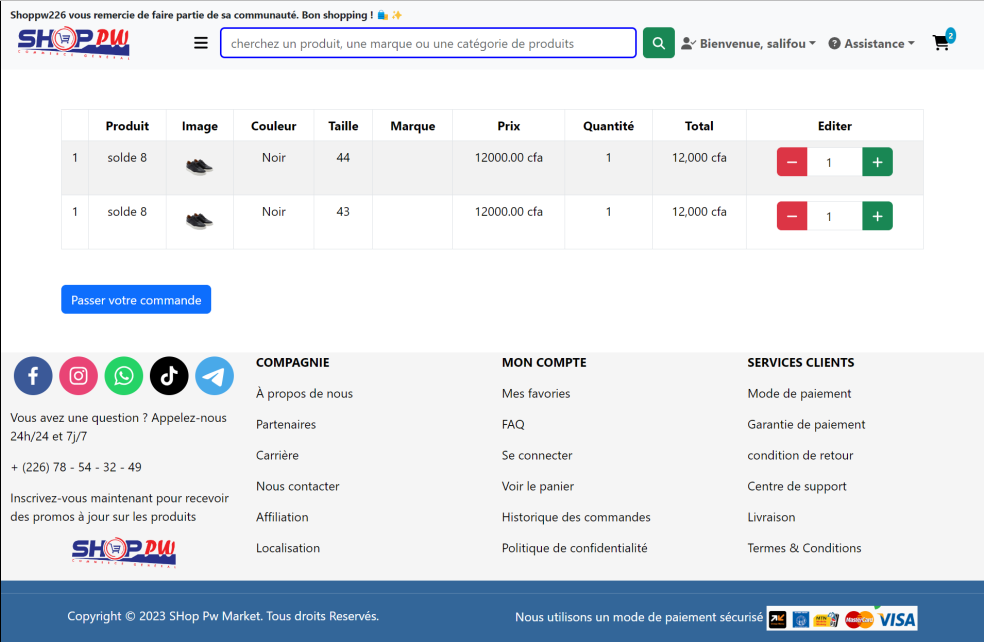 Shoppw226 vous remercie de faire partie de sa communauté. Bon shopping ! 🛍️ ✨
SHOP PW
COMMERCE GENERAL
cherchez un produit, une marque ou une catégorie de produits
Bienvenue, salifou
Assistance
2
Produit Image Couleur Taille Marque Prix Quantité Total Editer
1 solde 8 Noir 44 12000.00 cfa 1 12,000 cfa − 1 +
1 solde 8 Noir 43 12000.00 cfa 1 12,000 cfa − 1 +
Passer votre commande
COMPAGNIE MON COMPTE SERVICES CLIENTS
À propos de nous Mes favories Mode de paiement
Vous avez une question ? Appelez-nous
24h/24 et 7j/7
Partenaires FAQ Garantie de paiement
Carrière Se connecter condition de retour
+ (226) 78 - 54 - 32 - 49
Nous contacter Voir le panier Centre de support
Inscrivez-vous maintenant pour recevoir
des promos à jour sur les produits
Affiliation Historique des commandes Livraison
Localisation Politique de confidentialité Termes & Conditions
SHOP PW
COMMERCE GENERAL
Copyright © 2023 SHop Pw Market. Tous droits Reservés.
Nous utilisons un mode de paiement sécurisé
MasterCard
VISA